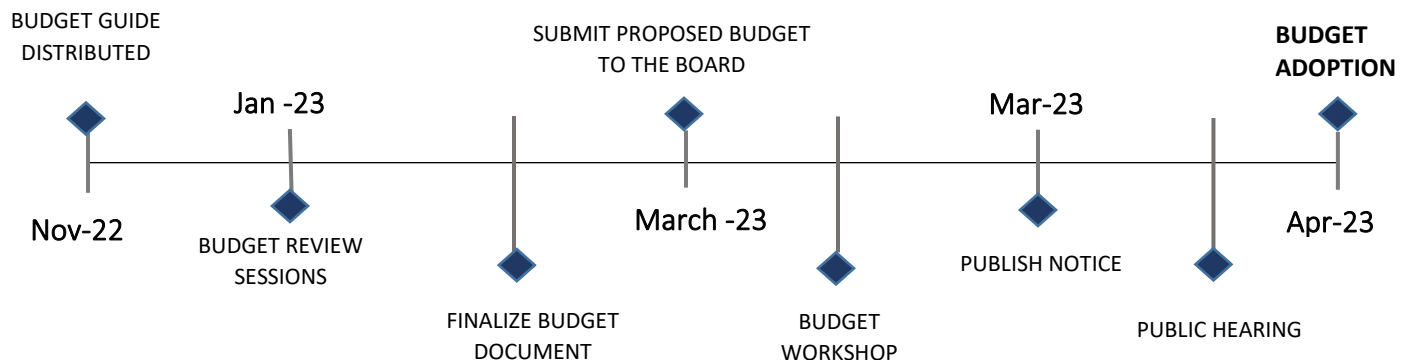 BUDGET GUIDE
DISTRIBUTED
Nov-22
Jan -23
BUDGET REVIEW
SESSIONS
FINALIZE BUDGET
DOCUMENT
SUBMIT PROPOSED BUDGET
TO THE BOARD
March -23
BUDGET
WORKSHOP
Mar-23
PUBLISH NOTICE
PUBLIC HEARING
BUDGET
ADOPTION
Apr-23